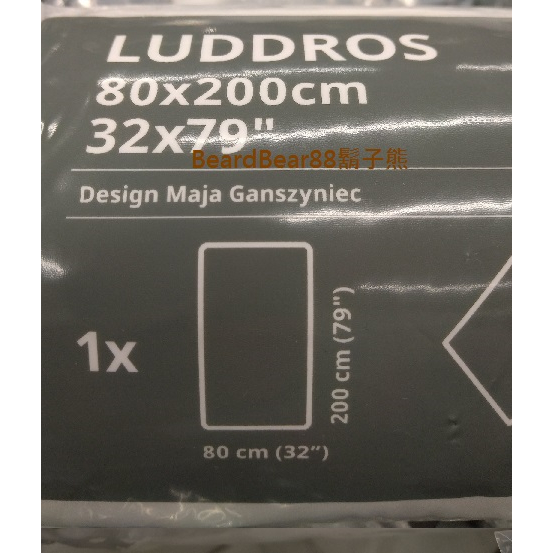 LUDDROS
80x200cm
32x79"
BeardBear88鬍子熊
Design Maja Ganszyniec
1x
200 cm (79")
80 cm (32")